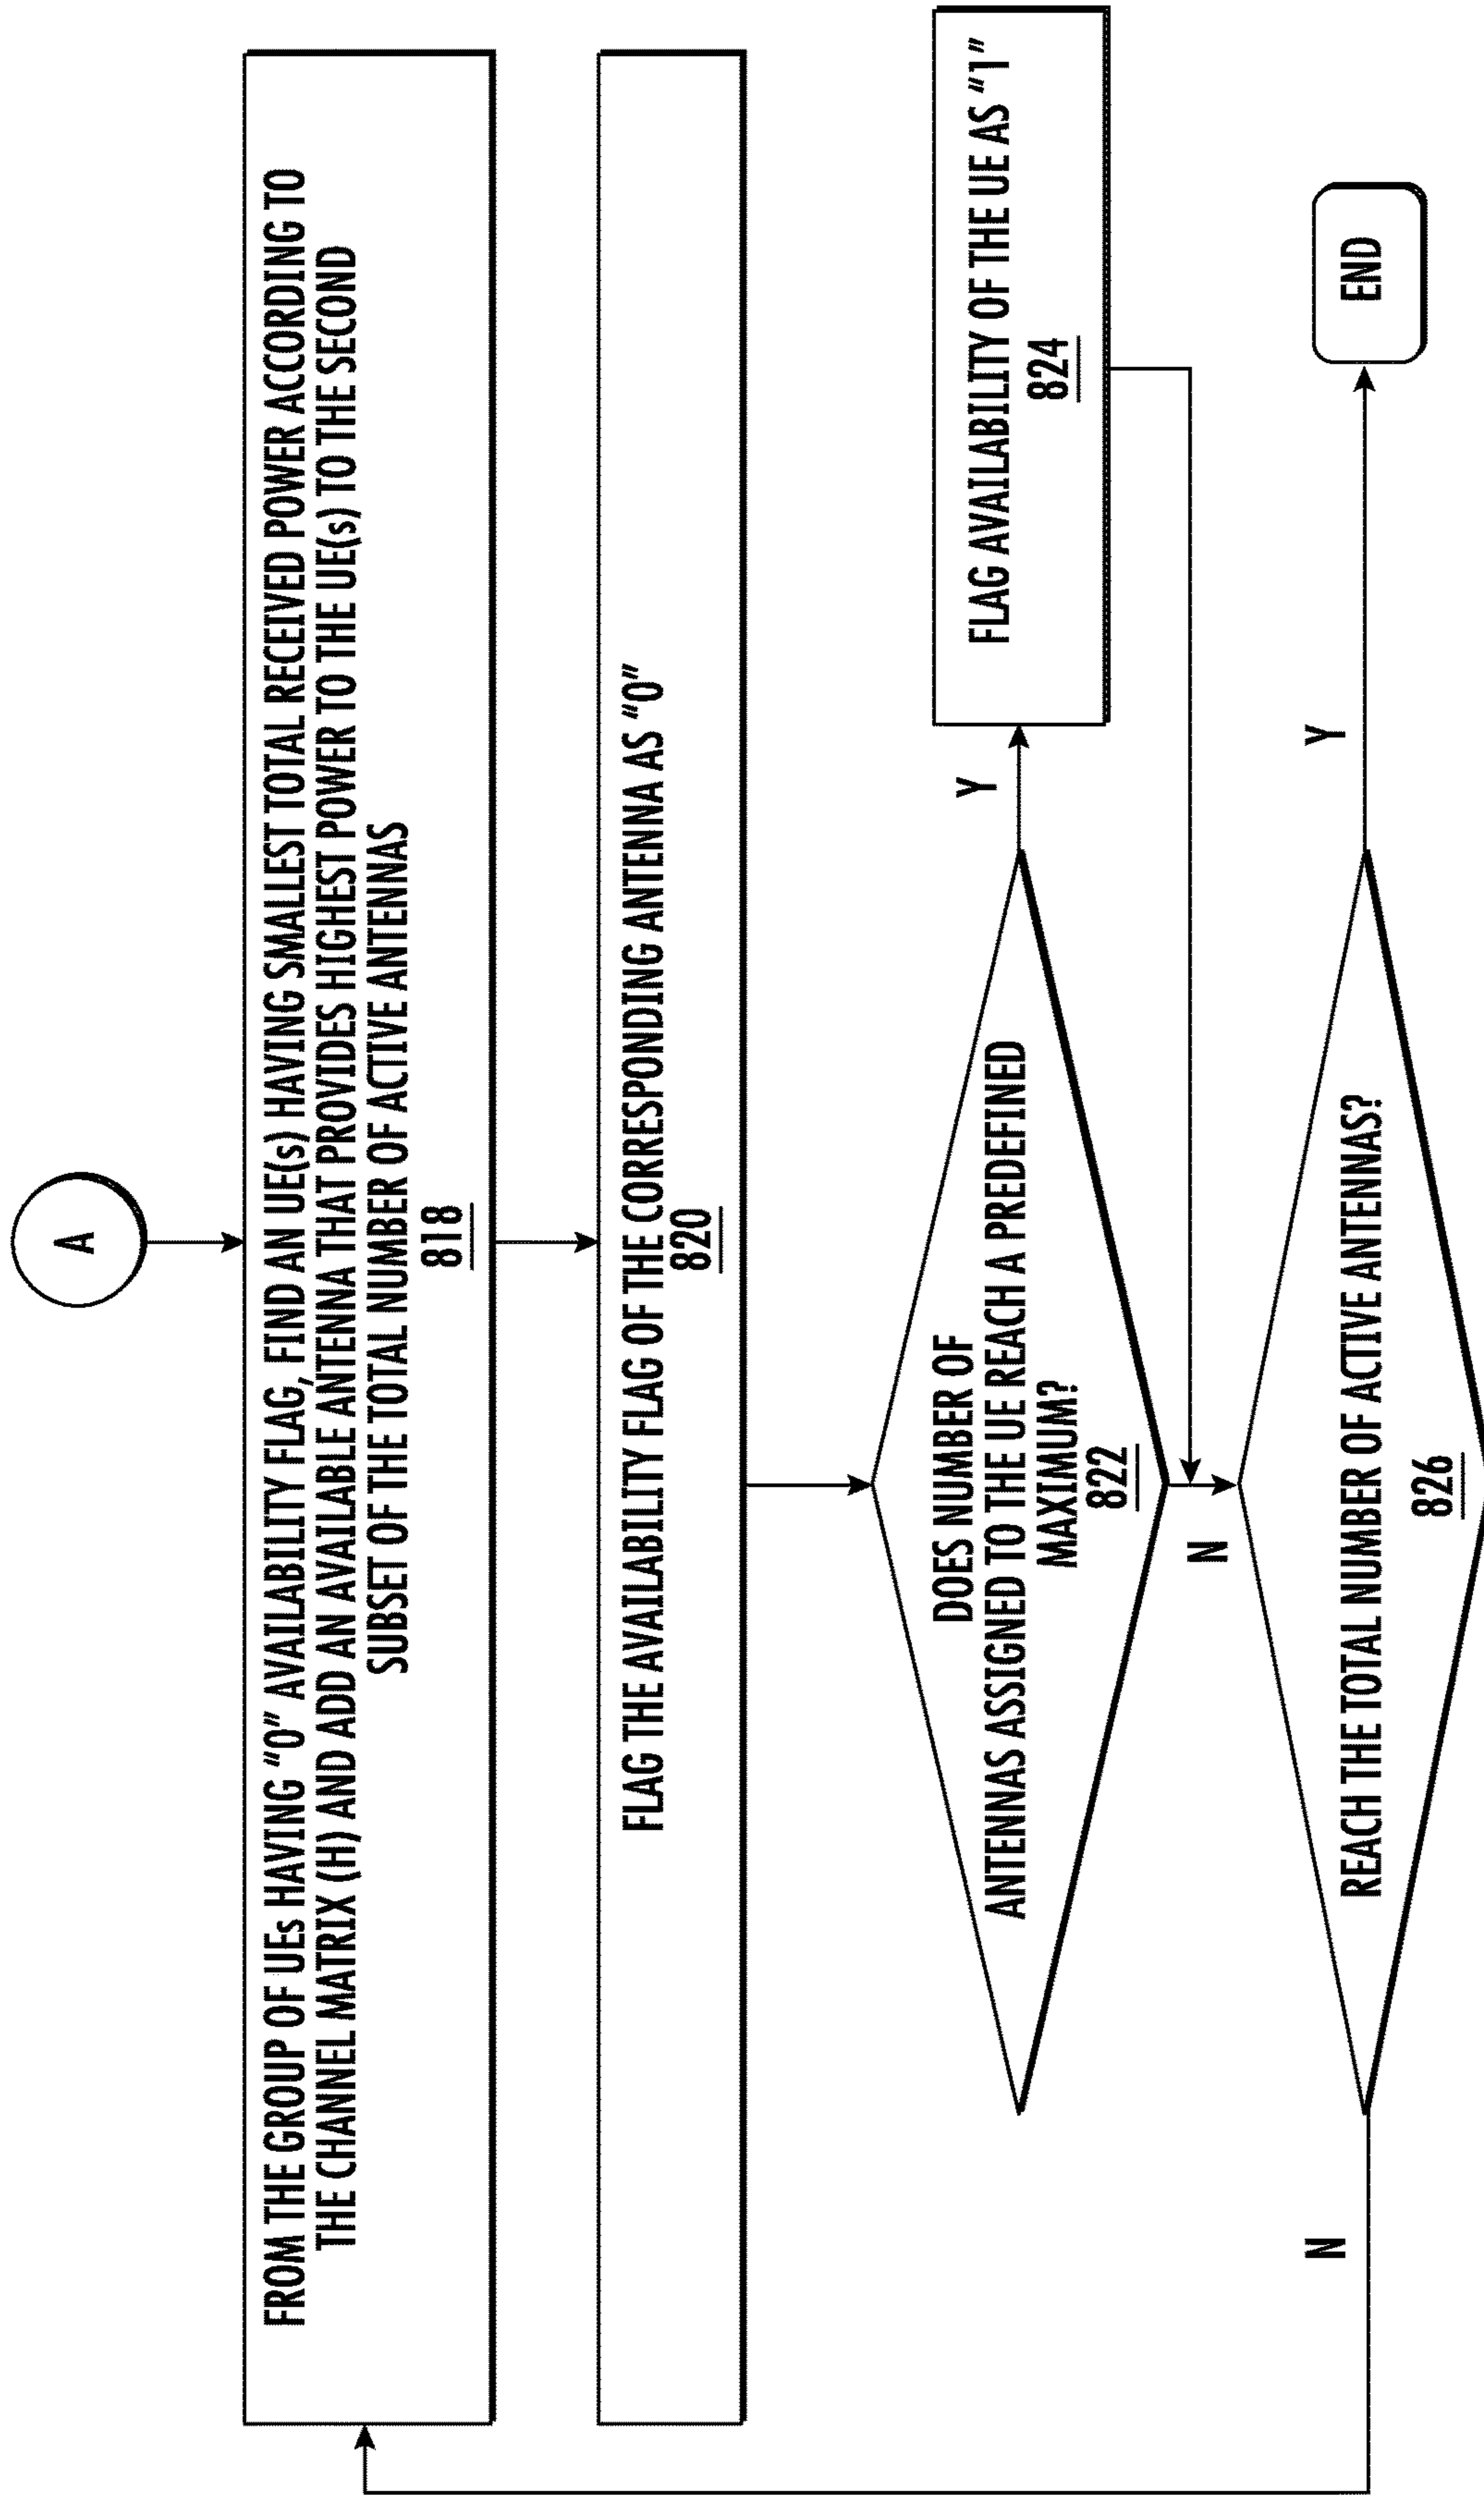 A
FROM THE GROUP OF UEs HAVING “0” AVAILABILITY FLAG, FIND AN UE(s) HAVING SMALLEST TOTAL RECEIVED POWER ACCORDING TO
THE CHANNEL MATRIX (H) AND ADD AN AVAILABLE ANTENNA THAT PROVIDES HIGHEST POWER TO THE UE(s) TO THE SECOND
SUBSET OF THE TOTAL NUMBER OF ACTIVE ANTENNAS
818
FLAG THE AVAILABILITY FLAG OF THE CORRESPONDING ANTENNA AS “0”
820
DOES NUMBER OF
ANTENNAS ASSIGNED TO THE UE REACH A PREDEFINED
MAXIMUM?
822
Y
FLAG AVAILABILITY OF THE UE AS “1”
824
N
REACH THE TOTAL NUMBER OF ACTIVE ANTENNAS?
826
N
Y
END